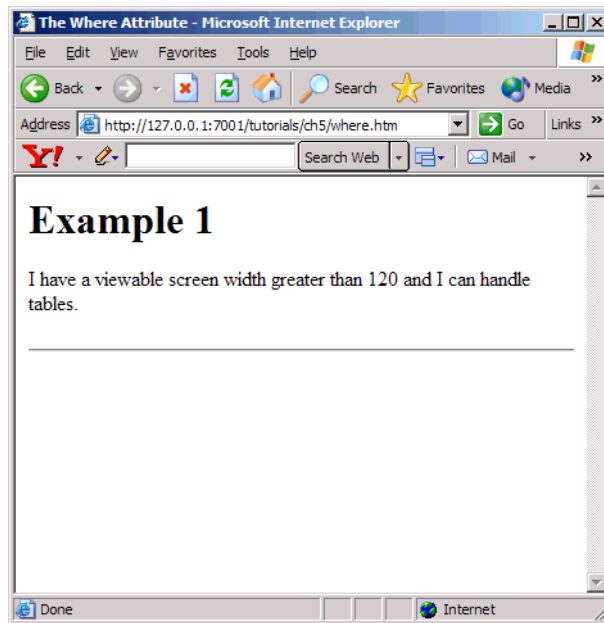 The Where Attribute - Microsoft Internet Explorer
File Edit View Favorites Tools Help
Back Search Favorites Media »
Address http://127.0.0.1:7001/tutorials/ch5/where.htm Go Links »
Y! Search Web Mail »
Example 1
I have a viewable screen width greater than 120 and I can handle
tables.
Done Internet